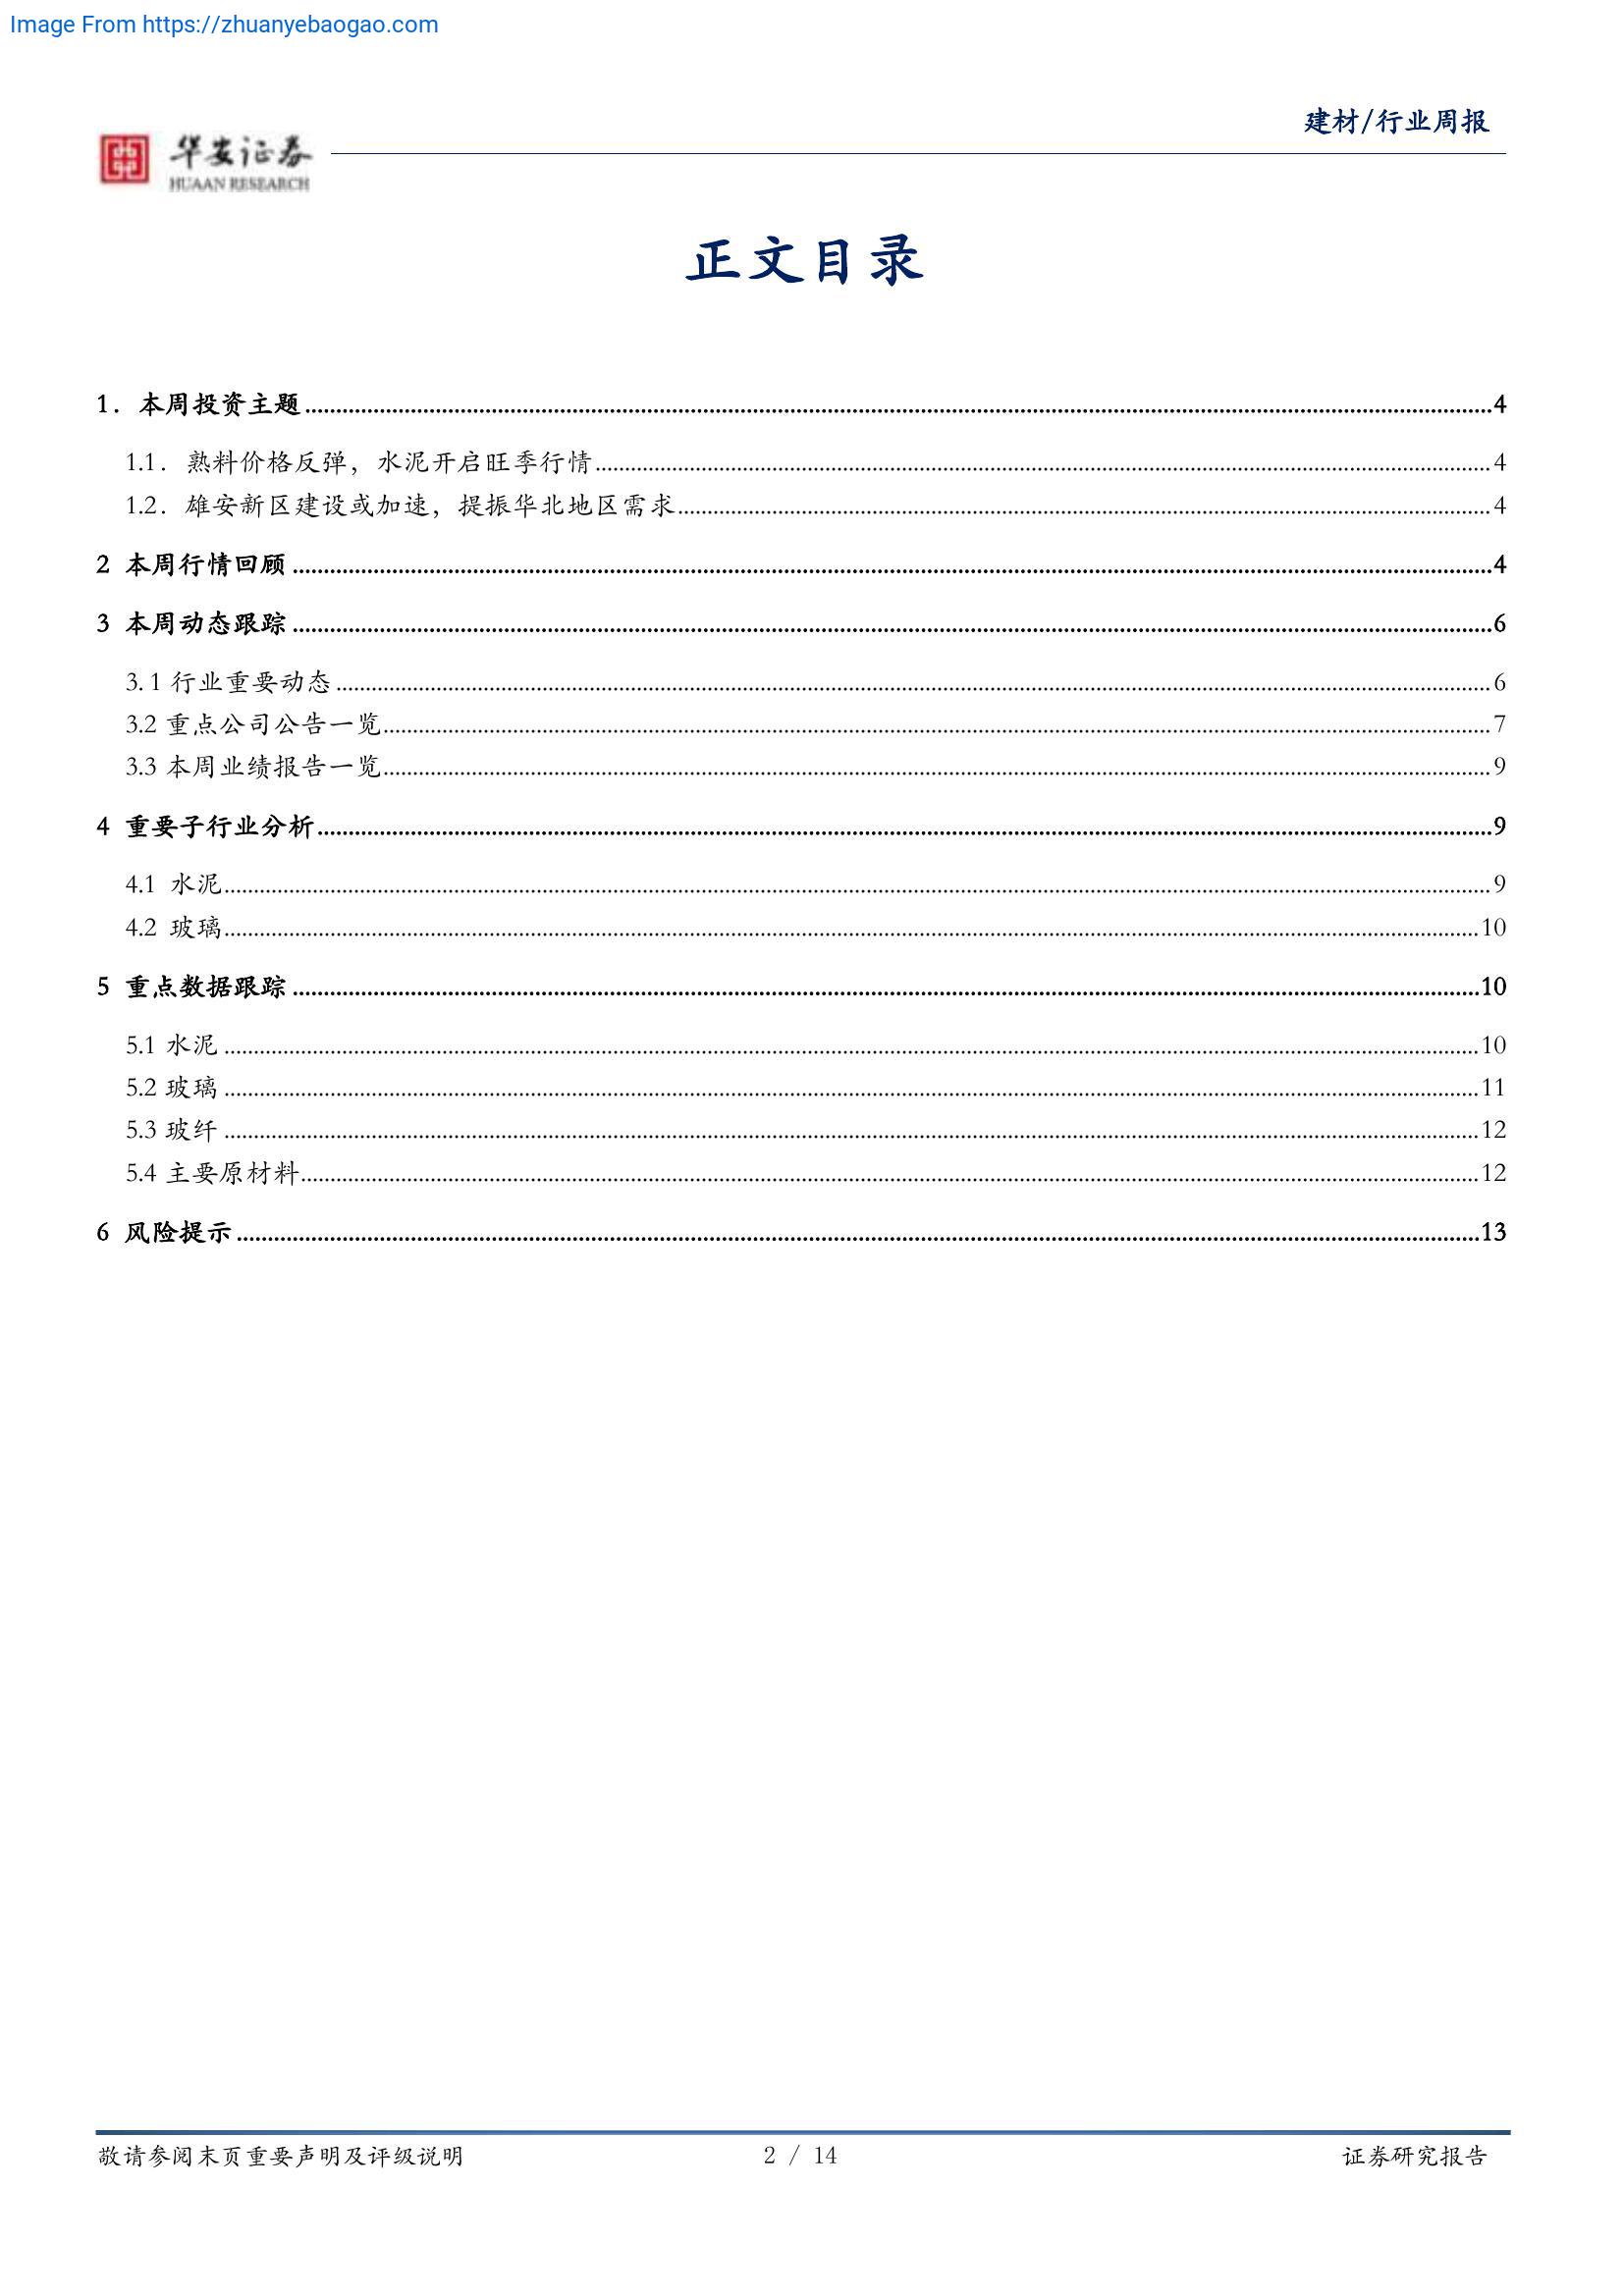 Image From https://zhuanyebaogao.com
建材/行业周报
华安证券
HUAAN RESEARCH
正文目录
1. 本周投资主题 4
1.1. 熟料价格反弹，水泥开启旺季行情 4
1.2. 雄安新区建设或加速，提振华北地区需求 4
2 本周行情回顾 4
3 本周动态跟踪 6
3.1 行业重要动态 6
3.2 重点公司公告一览 7
3.3 本周业绩报告一览 9
4 重要子行业分析 9
4.1 水泥 9
4.2 玻璃 10
5 重点数据跟踪 10
5.1 水泥 10
5.2 玻璃 11
5.3 玻纤 12
5.4 主要原材料 12
6 风险提示 13
敬请参阅末页重要声明及评级说明 2 / 14 证券研究报告